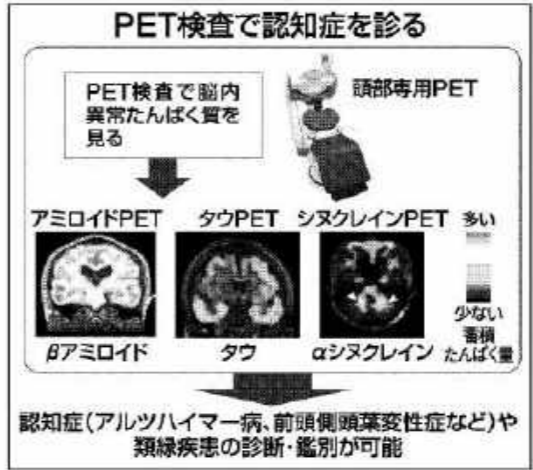 PET検査で認知症を診る
PET検査で脳内
異常たんぱく質を
見る
頭部専用PET
アミロイドPET
タウPET
シヌクレインPET
多い
少ない
蓄積
たんぱく量
βアミロイド
タウ
αシヌクレイン
認知症(アルツハイマー病、前頭側頭葉変性症など)や
類縁疾患の診断・鑑別が可能